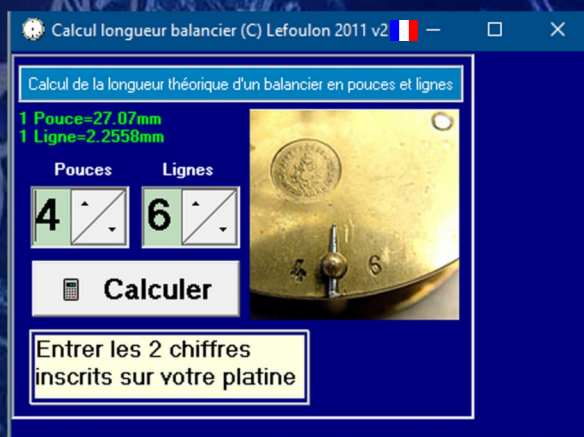 Calcul longueur balancier (C) Lefoulon 2011 v2
Calcul de la longueur théorique d'un balancier en pouces et lignes
1 Pouce=27.07mm
1 Ligne=2.2558mm
Pouces Lignes
4 6
4 6
Calculer
Entrer les 2 chiffres
inscrits sur votre platine